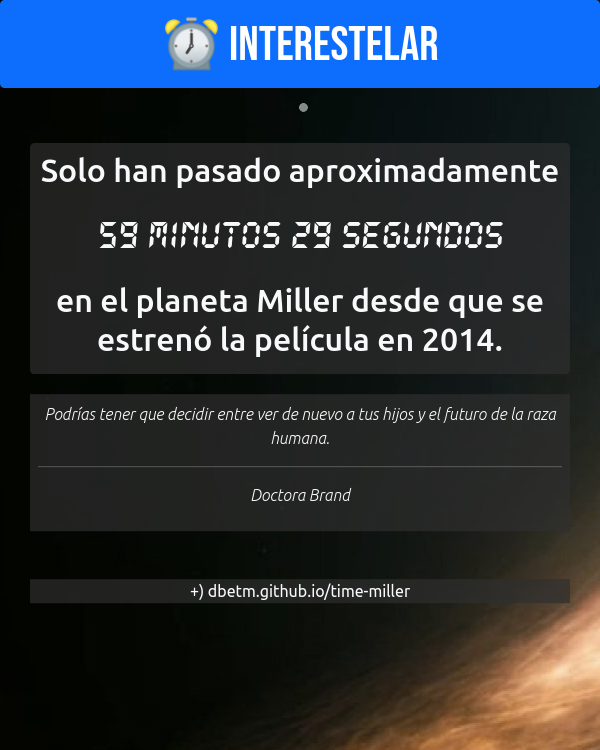 INTERESTELAR
Solo han pasado aproximadamente
59 MINUTOS 29 SEGUNDOS
en el planeta Miller desde que se
estrenó la película en 2014.
Podrías tener que decidir entre ver de nuevo a tus hijos y el futuro de la raza
humana.
Doctora Brand
+) dbetm.github.io/time-miller